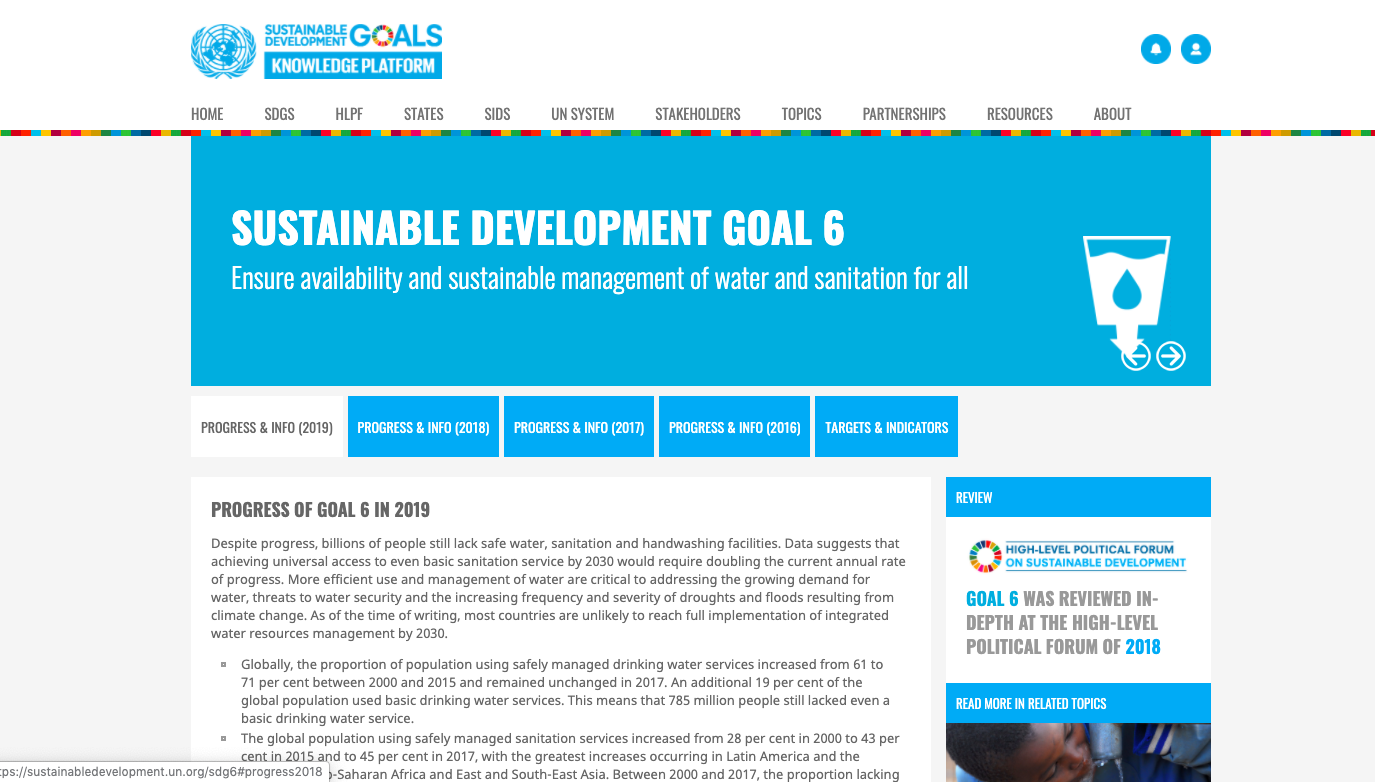 SUSTAINABLE DEVELOPMENT GOALS
KNOWLEDGE PLATFORM
HOME SDGS HLPF STATES SIDS UN SYSTEM STAKEHOLDERS TOPICS PARTNERSHIPS RESOURCES ABOUT
SUSTAINABLE DEVELOPMENT GOAL 6
Ensure availability and sustainable management of water and sanitation for all
PROGRESS & INFO (2019) PROGRESS & INFO (2018) PROGRESS & INFO (2017) PROGRESS & INFO (2016) TARGETS & INDICATORS
PROGRESS OF GOAL 6 IN 2019
Despite progress, billions of people still lack safe water, sanitation and handwashing facilities. Data suggests that
achieving universal access to even basic sanitation service by 2030 would require doubling the current annual rate
of progress. More efficient use and management of water are critical to addressing the growing demand for
water, threats to water security and the increasing frequency and severity of droughts and floods resulting from
climate change. As of the time of writing, most countries are unlikely to reach full implementation of integrated
water resources management by 2030.
Globally, the proportion of population using safely managed drinking water services increased from 61 to
71 per cent between 2000 and 2015 and remained unchanged in 2017. An additional 19 per cent of the
global population used basic drinking water services. This means that 785 million people still lacked even a
basic drinking water service.
The global population using safely managed sanitation services increased from 28 per cent in 2000 to 43 per
cent in 2015 and to 45 per cent in 2017, with the greatest increases occurring in Latin America and the
o-Saharan Africa and East and South-East Asia. Between 2000 and 2017, the proportion lacking
tps://sustainabledevelopment.un.org/sdg6#progress2018
REVIEW
HIGH-LEVEL POLITICAL FORUM
ON SUSTAINABLE DEVELOPMENT
GOAL 6 WAS REVIEWED IN-
DEPTH AT THE HIGH-LEVEL
POLITICAL FORUM OF 2018
READ MORE IN RELATED TOPICS